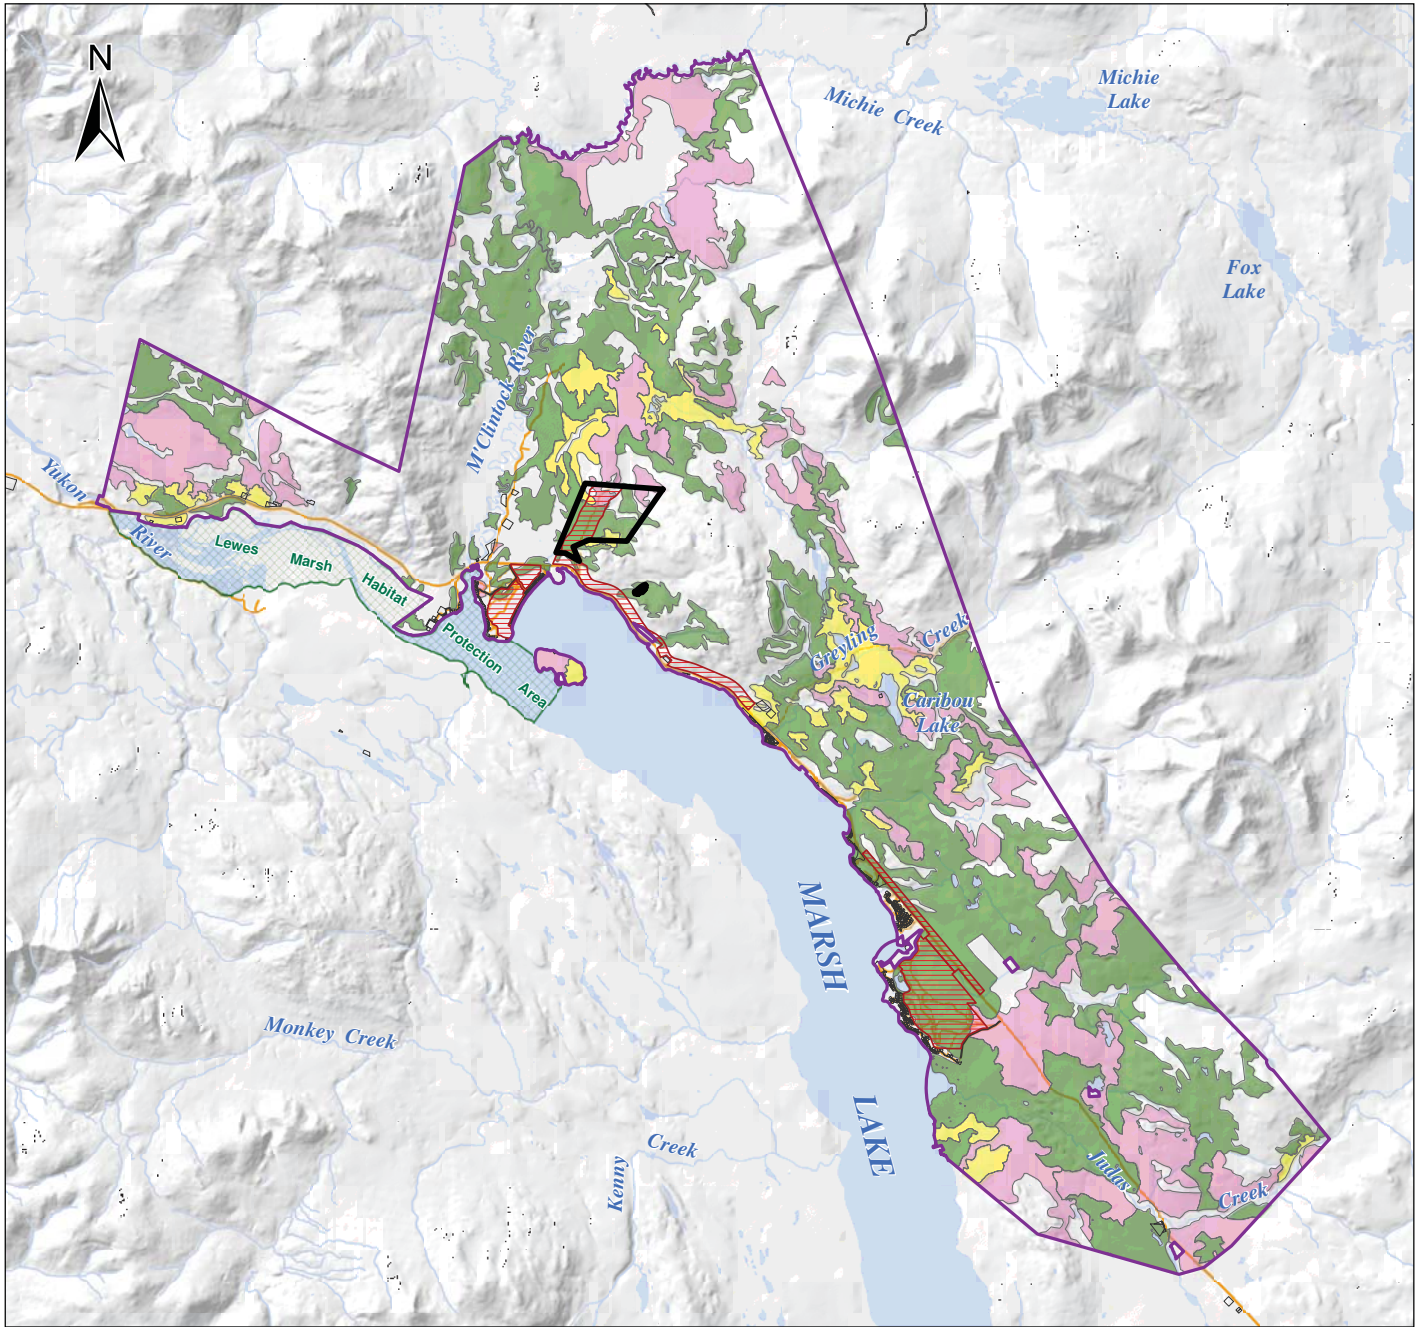 N
Michie
Lake
Michie Creek
Fox
Lake
M'Clintock River
Yukon
River
Lewes
Marsh
Habitat
Protection
Area
Greyling
Creek
Caribou
Lake
MARSH
LAKE
Monkey Creek
Kenny
Creek
Judas
Creek